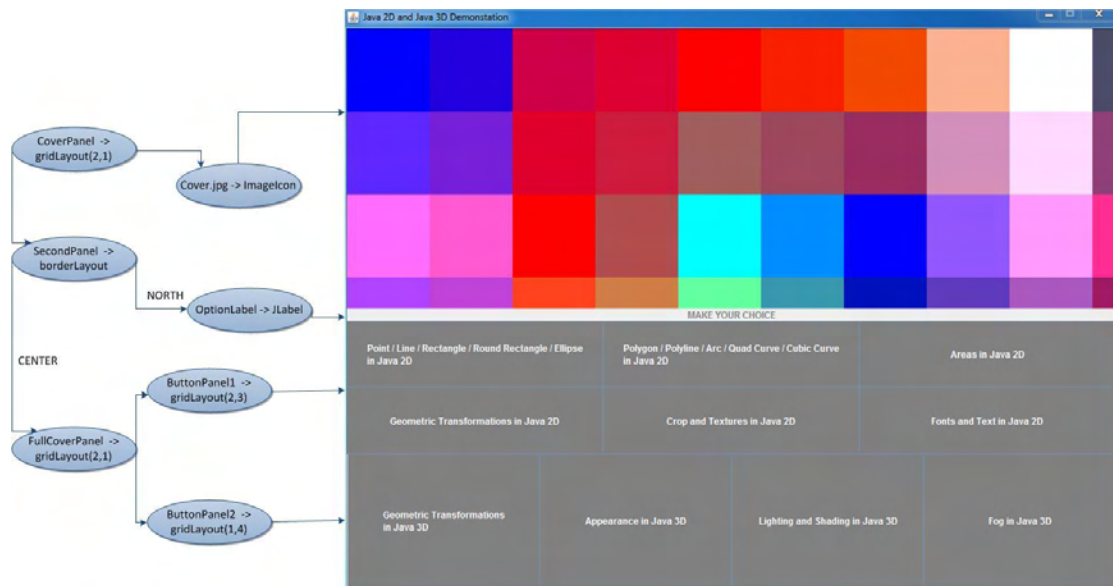 Java 2D and Java 3D Demonstation
CoverPanel ->
gridLayout(2,1)
Cover.jpg -> ImageIcon
SecondPanel ->
borderLayout
NORTH
OptionLabel -> JLabel
CENTER
ButtonPanel1 ->
gridLayout(2,3)
FullCoverPanel ->
gridLayout(2,1)
ButtonPanel2 ->
gridLayout(1,4)
MAKE YOUR CHOICE
Point / Line / Rectangle / Round Rectangle / Ellipse
in Java 2D
Polygon / Polyline / Arc / Quad Curve / Cubic Curve
in Java 2D
Areas in Java 2D
Geometric Transformations in Java 2D
Crop and Textures in Java 2D
Fonts and Text in Java 2D
Geometric Transformations
in Java 3D
Appearance in Java 3D
Lighting and Shading in Java 3D
Fog in Java 3D